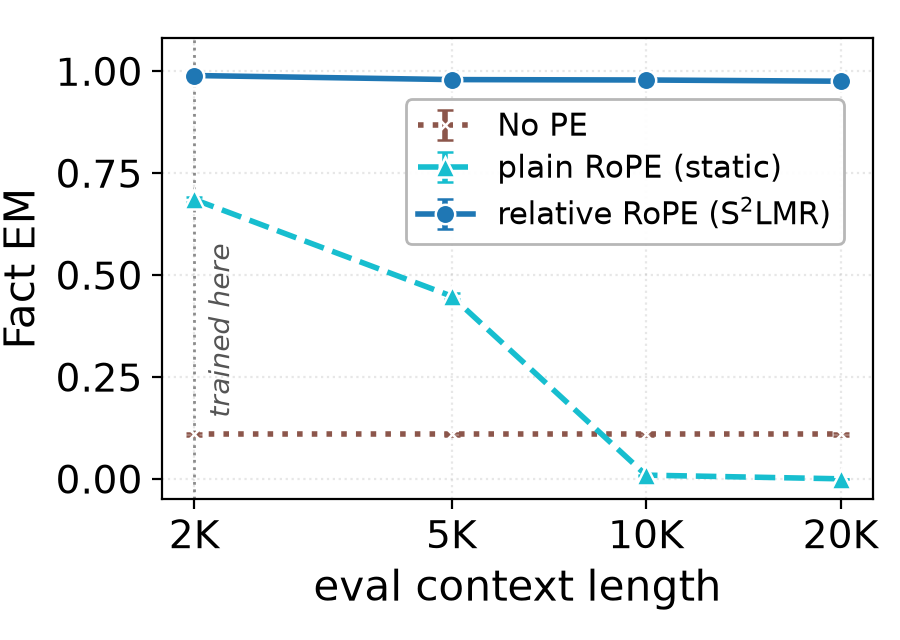 1.00
0.75
0.50
0.25
0.00
Fact EM
trained here
No PE
plain RoPE (static)
relative RoPE (S²LMR)
2K 5K 10K 20K
eval context length